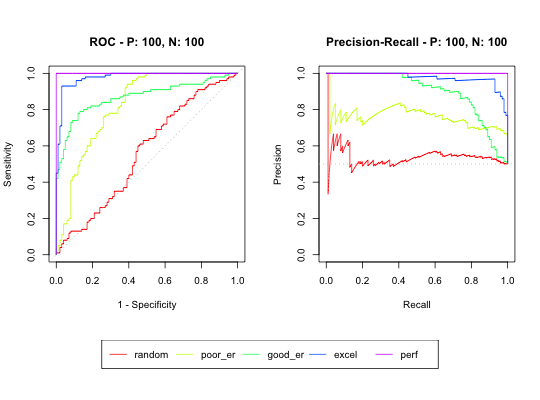 ROC - P: 100, N: 100
Sensitivity
1.0
0.8
0.6
0.4
0.2
0.0
0.0 0.2 0.4 0.6 0.8 1.0
1 - Specificity
Precision-Recall - P: 100, N: 100
Precision
1.0
0.8
0.6
0.4
0.2
0.0
0.0 0.2 0.4 0.6 0.8 1.0
Recall
random poor_er good_er excel perf